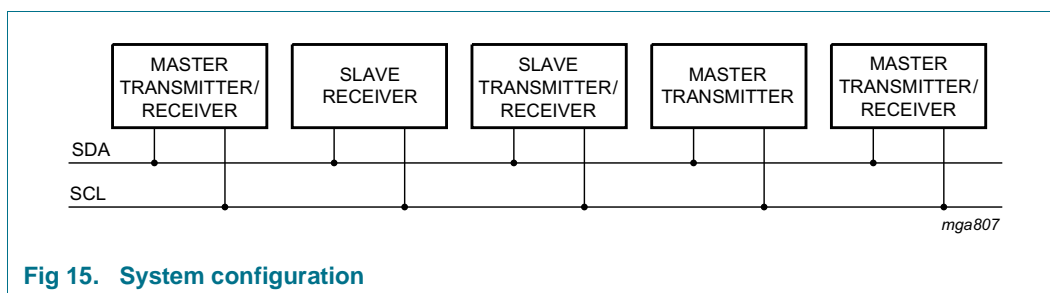 MASTER
TRANSMITTER/
RECEIVER
SLAVE
RECEIVER
SLAVE
TRANSMITTER/
RECEIVER
MASTER
TRANSMITTER
MASTER
TRANSMITTER/
RECEIVER
SDA
SCL
mga807
Fig 15. System configuration